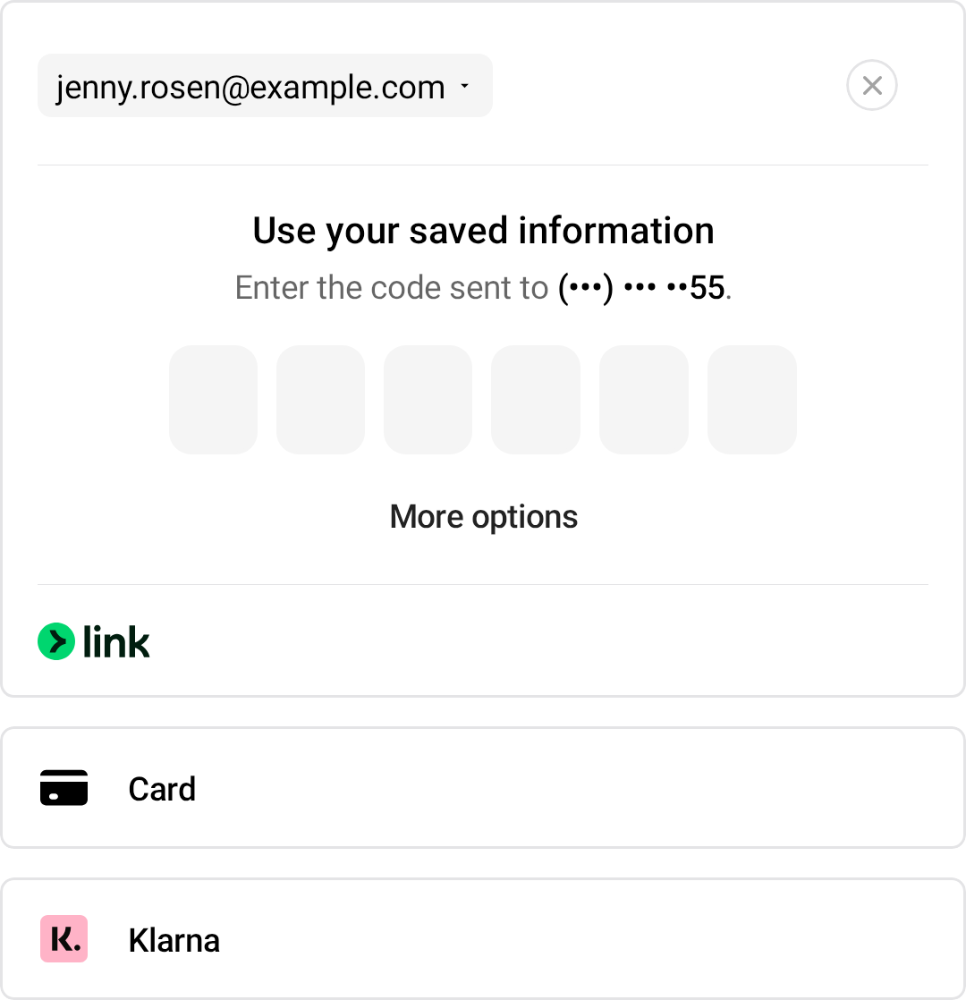 jenny.rosen@example.com
Use your saved information
Enter the code sent to (•••) ••• ••55.
More options
link
Card
K.
Klarna